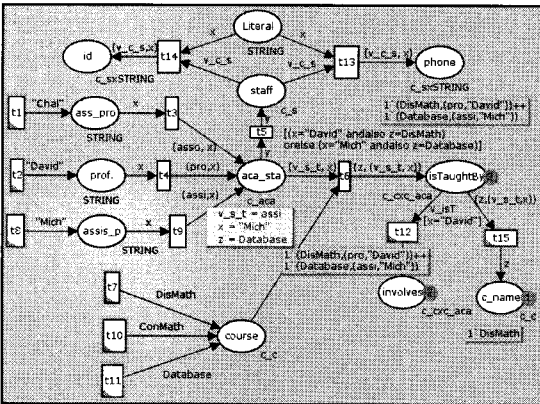 Literal
STRING
x
x
id
{v_c_s,x}
t14
t13
{v_c_s, x}
phone
c_sxSTRING
c_sxSTRING
v_c_s
v_c_s
staff
c_s
1`(DisMath,(pro,"David"))++
1`(Database,(assi,"Mich"))
t1
"Chal"
ass_pro
x
t3
STRING
t5
[(x="David" andalso z=DisMath)
orelse (x="Mich" andalso z=Database)]
(asso, x)
t2
"David"
prof.
x
t4
(pro,x)
aca_sta
(v_s_t, x)
t6
(z, (v_s_t, x))
isTaughtBy
STRING
c_aca
c_cxc_aca
(assi,x)
t8
"Mich"
assis_p
x
t9
STRING
v_s_t = assi
x = "Mich"
z = Database
v_isT
[x="David"]
(z,(v_s_t,x))
t12
t15
1`(DisMath,(pro,"David"))++
1`(Database,(assi,"Mich"))
z
t7
DisMath
involves
c_cxc_aca
c_name
c_c
t10
ConMath
course
c_c
1`DisMath
t11
Database